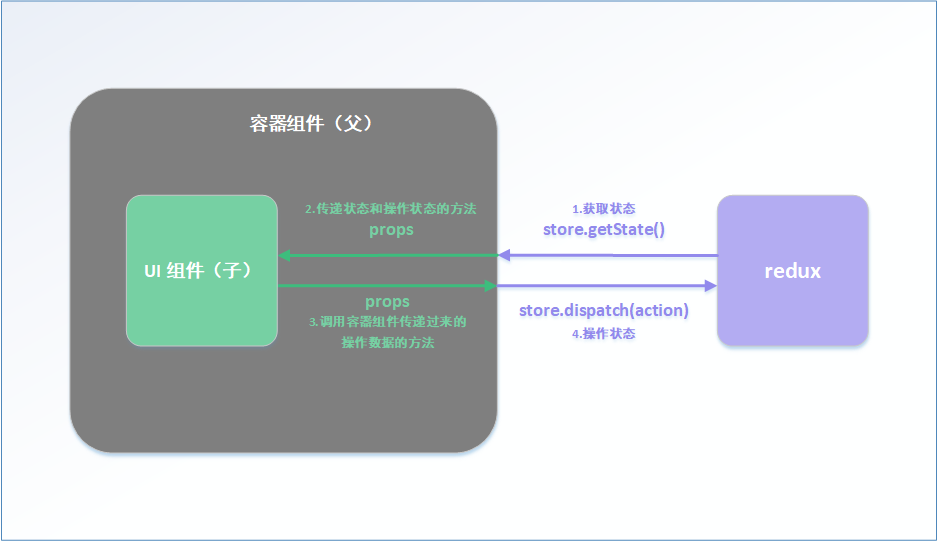 容器组件（父）
2.传递状态和操作状态的方法
props
1.获取状态
store.getState()
UI 组件（子）
redux
props
3.调用容器组件传递过来的
操作数据的方法
store.dispatch(action)
4.操作状态